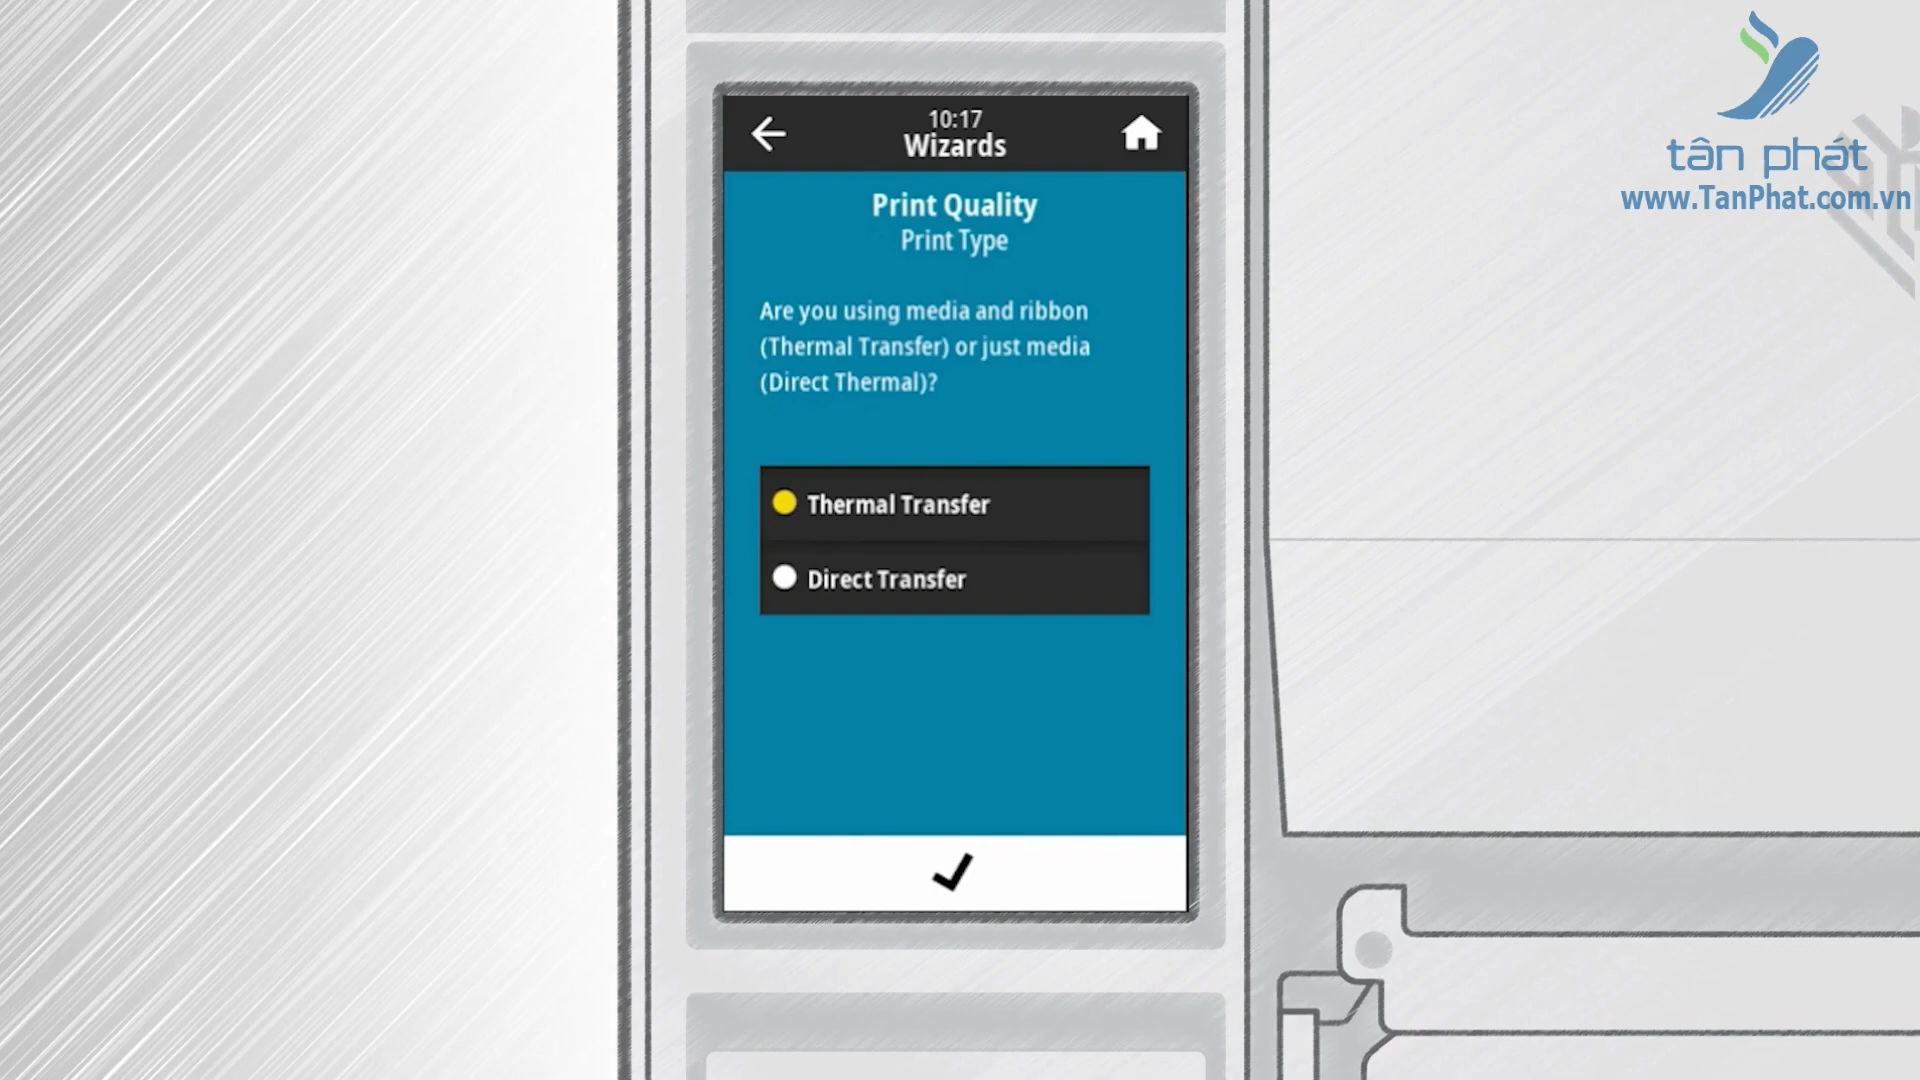 10:17
Wizards
Print Quality
Print Type
Are you using media and ribbon
(Thermal Transfer) or just media
(Direct Thermal)?
Thermal Transfer
Direct Transfer
tân phát
www.TanPhat.com.vn